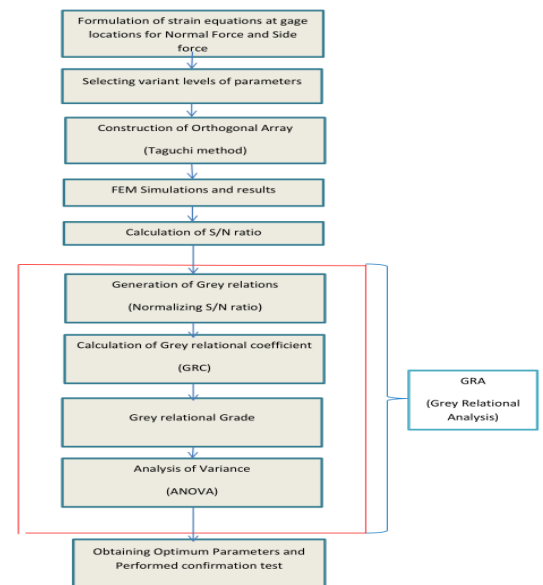 Formulation of strain equations at gage
locations for Normal Force and Side
force
Selecting variant levels of parameters
Construction of Orthogonal Array
(Taguchi method)
FEM Simulations and results
Calculation of S/N ratio
Generation of Grey relations
(Normalizing S/N ratio)
Calculation of Grey relational coefficient
(GRC)
Grey relational Grade
Analysis of Variance
(ANOVA)
GRA
(Grey Relational
Analysis)
Obtaining Optimum Parameters and
Performed confirmation test